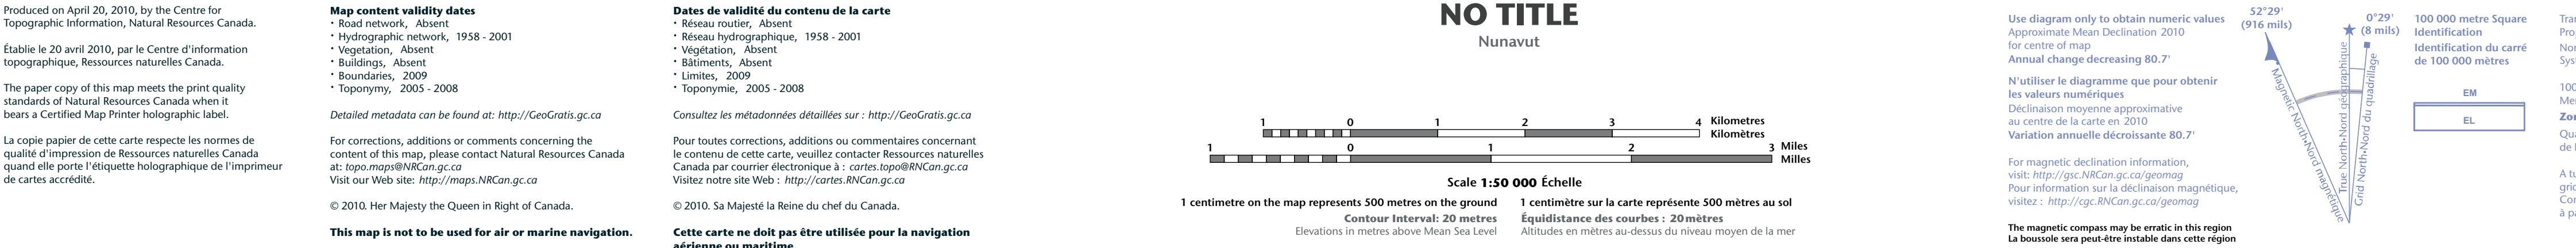 Produced on April 20, 2010, by the Centre for
Topographic Information, Natural Resources Canada.
Établie le 20 avril 2010, par le Centre d'information
topographique, Ressources naturelles Canada.
The paper copy of this map meets the print quality
standards of Natural Resources Canada when it
bears a Certified Map Printer holographic label.
La copie papier de cette carte respecte les normes de
qualité d'impression de Ressources naturelles Canada
quand elle porte l'étiquette holographique de l'imprimeur
de cartes accrédité.
Map content validity dates
· Road network, Absent
· Hydrographic network, 1958 - 2001
· Vegetation, Absent
· Buildings, Absent
· Boundaries, 2009
· Toponymy, 2005 - 2008
Detailed metadata can be found at: http://GeoGratis.gc.ca
For corrections, additions or comments concerning the
content of this map, please contact Natural Resources Canada
at: topo.maps@NRCan.gc.ca
Visit our Web site: http://maps.NRCan.gc.ca
© 2010. Her Majesty the Queen in Right of Canada.
This map is not to be used for air or marine navigation.
Dates de validité du contenu de la carte
· Réseau routier, Absent
· Réseau hydrographique, 1958 - 2001
· Végétation, Absent
· Bâtiments, Absent
· Limites, 2009
· Toponymie, 2005 - 2008
Consultez les métadonnées détaillées sur : http://GeoGratis.gc.ca
Pour toutes corrections, additions ou commentaires concernant
le contenu de cette carte, veuillez contacter Ressources naturelles
Canada par courrier électronique à : cartes.topo@RNCan.gc.ca
Visitez notre site Web : http://cartes.RNCan.gc.ca
© 2010. Sa Majesté la Reine du chef du Canada.
Cette carte ne doit pas être utilisée pour la navigation
aérienne ou maritime.
NO TITLE
Nunavut
1 0 1 2 3 4 Kilometres
Kilomètres
1 0 1 2 3 Miles
Milles
Scale 1:50 000 Échelle
1 centimetre on the map represents 500 metres on the ground
1 centimètre sur la carte représente 500 mètres au sol
Contour Interval: 20 metres
Équidistance des courbes : 20 mètres
Elevations in metres above Mean Sea Level
Altitudes en mètres au-dessus du niveau moyen de la mer
Use diagram only to obtain numeric values
Approximate Mean Declination 2010
for centre of map
Annual change decreasing 80.7'
N'utiliser le diagramme que pour obtenir
les valeurs numériques
Déclinaison moyenne approximative
au centre de la carte en 2010
Variation annuelle décroissante 80.7'
For magnetic declination information,
visit: http://gsc.NRCan.gc.ca/geomag
Pour information sur la déclinaison magnétique,
visitez : http://cgc.RNCan.gc.ca/geomag
The magnetic compass may be erratic in this region
La boussole sera peut-être instable dans cette région
52°29'
(916 mils)
0°29'
(8 mils)
Magnetic North•Nord magnétique
True North•Nord géographique
Grid North•Nord du quadrillage
100 000 metre Square
Identification
Identification du carré
de 100 000 mètres
EM
EL